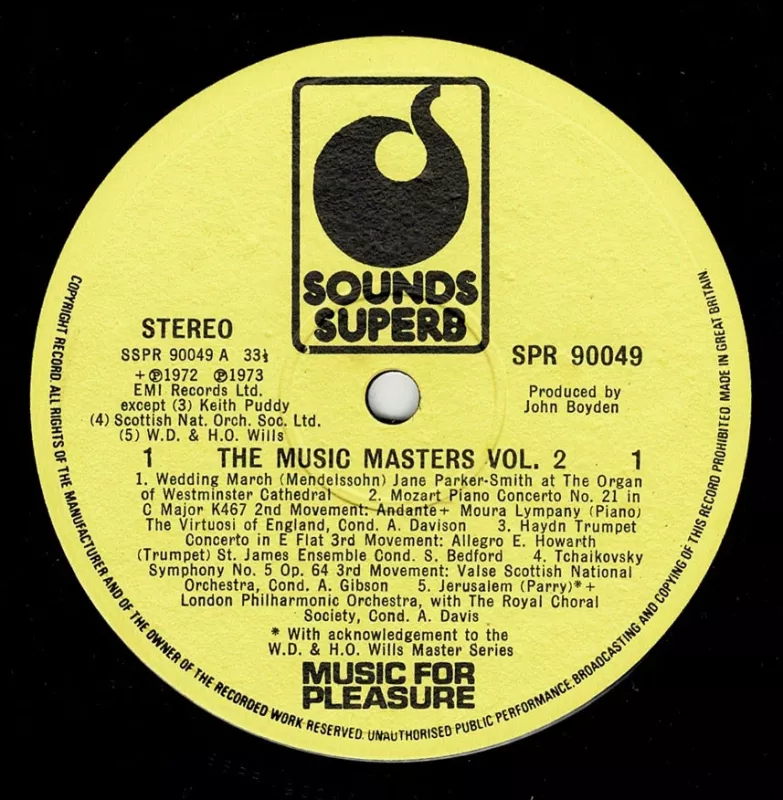 SOUNDS
SUPERB
STEREO
SSPR 90049 A 33⅓
+℗1972 ℗1973
EMI Records Ltd.
except (3) Keith Puddy
(4) Scottish Nat. Orch. Soc. Ltd.
(5) W.D. & H.O. Wills
SPR 90049
Produced by
John Boyden
1 THE MUSIC MASTERS VOL. 2 1
1. Wedding March (Mendelssohn) Jane Parker-Smith at The Organ
of Westminster Cathedral 2. Mozart Piano Concerto No. 21 in
C Major K467 2nd Movement: Andante+ Moura Lympany (Piano)
The Virtuosi of England, Cond. A. Davison 3. Haydn Trumpet
Concerto in E Flat 3rd Movement: Allegro E. Howarth
(Trumpet) St. James Ensemble Cond. S. Bedford 4. Tchaikovsky
Symphony No. 5 Op. 64 3rd Movement: Valse Scottish National
Orchestra, Cond. A. Gibson 5. Jerusalem (Parry)*+
London Philharmonic Orchestra, with The Royal Choral
Society, Cond. A. Davis
* With acknowledgement to the
W.D. & H.O. Wills Master Series
MUSIC FOR
PLEASURE
COPYRIGHT RECORD. ALL RIGHTS OF THE MANUFACTURER AND OF THE OWNER OF THE RECORDED WORK RESERVED. UNAUTHORISED PUBLIC PERFORMANCE, BROADCASTING AND COPYING OF THIS RECORD PROHIBITED MADE IN GREAT BRITAIN.